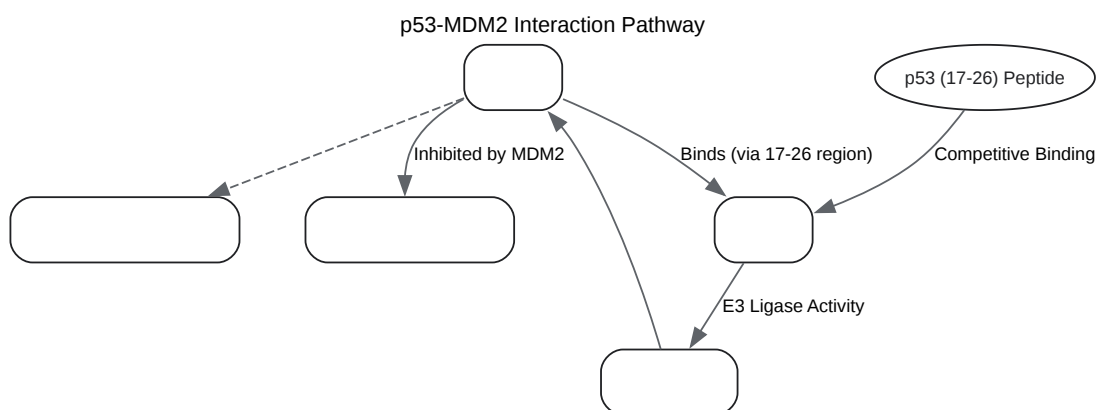 p53-MDM2 Interaction Pathway
p53 (17-26) Peptide
Inhibited by MDM2
Binds (via 17-26 region)
Competitive Binding
E3 Ligase Activity